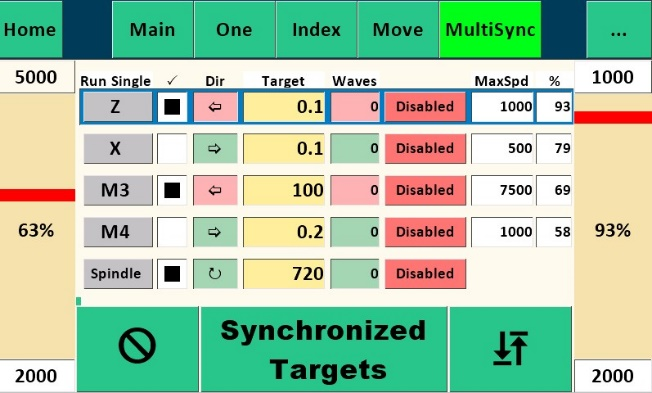 Home Main One Index Move MultiSync ...
5000 Run Single ✓ Dir Target Waves MaxSpd % 1000
Z ⇦ 0.1 0 Disabled 1000 93
X ⇨ 0.1 0 Disabled 500 79
M3 ⇦ 100 0 Disabled 7500 69
63% M4 ⇨ 0.2 0 Disabled 1000 58 93%
Spindle ↻ 720 0 Disabled
Synchronized
Targets
2000 2000